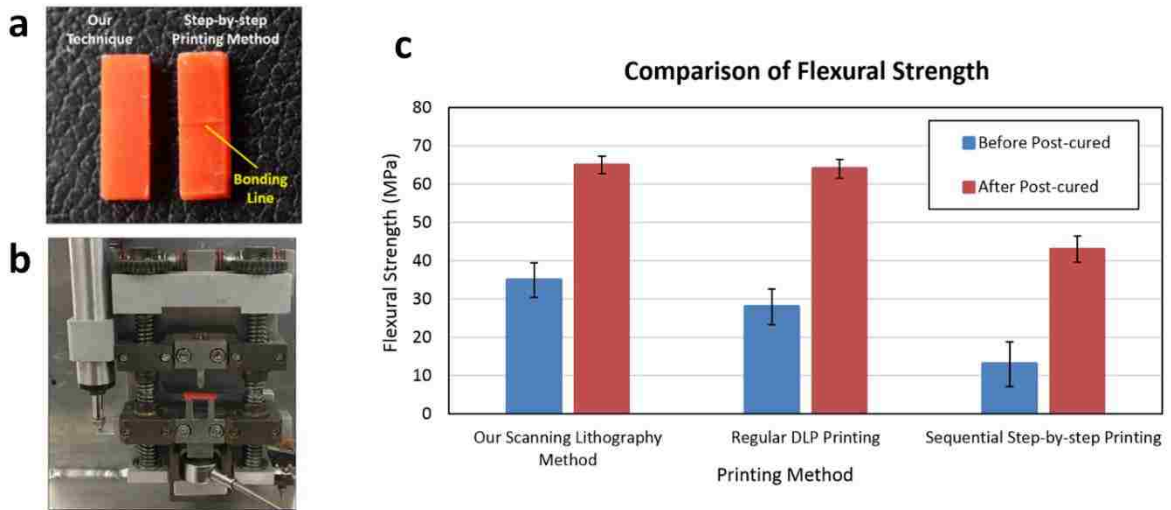 a
Our
Technique
Step-by-step
Printing Method
Bonding
Line
b
c
Comparison of Flexural Strength
Flexural Strength (MPa)
80
70
60
50
40
30
20
10
0
Before Post-cured
After Post-cured
Our Scanning Lithography
Method
Regular DLP Printing
Sequential Step-by-step Printing
Printing Method